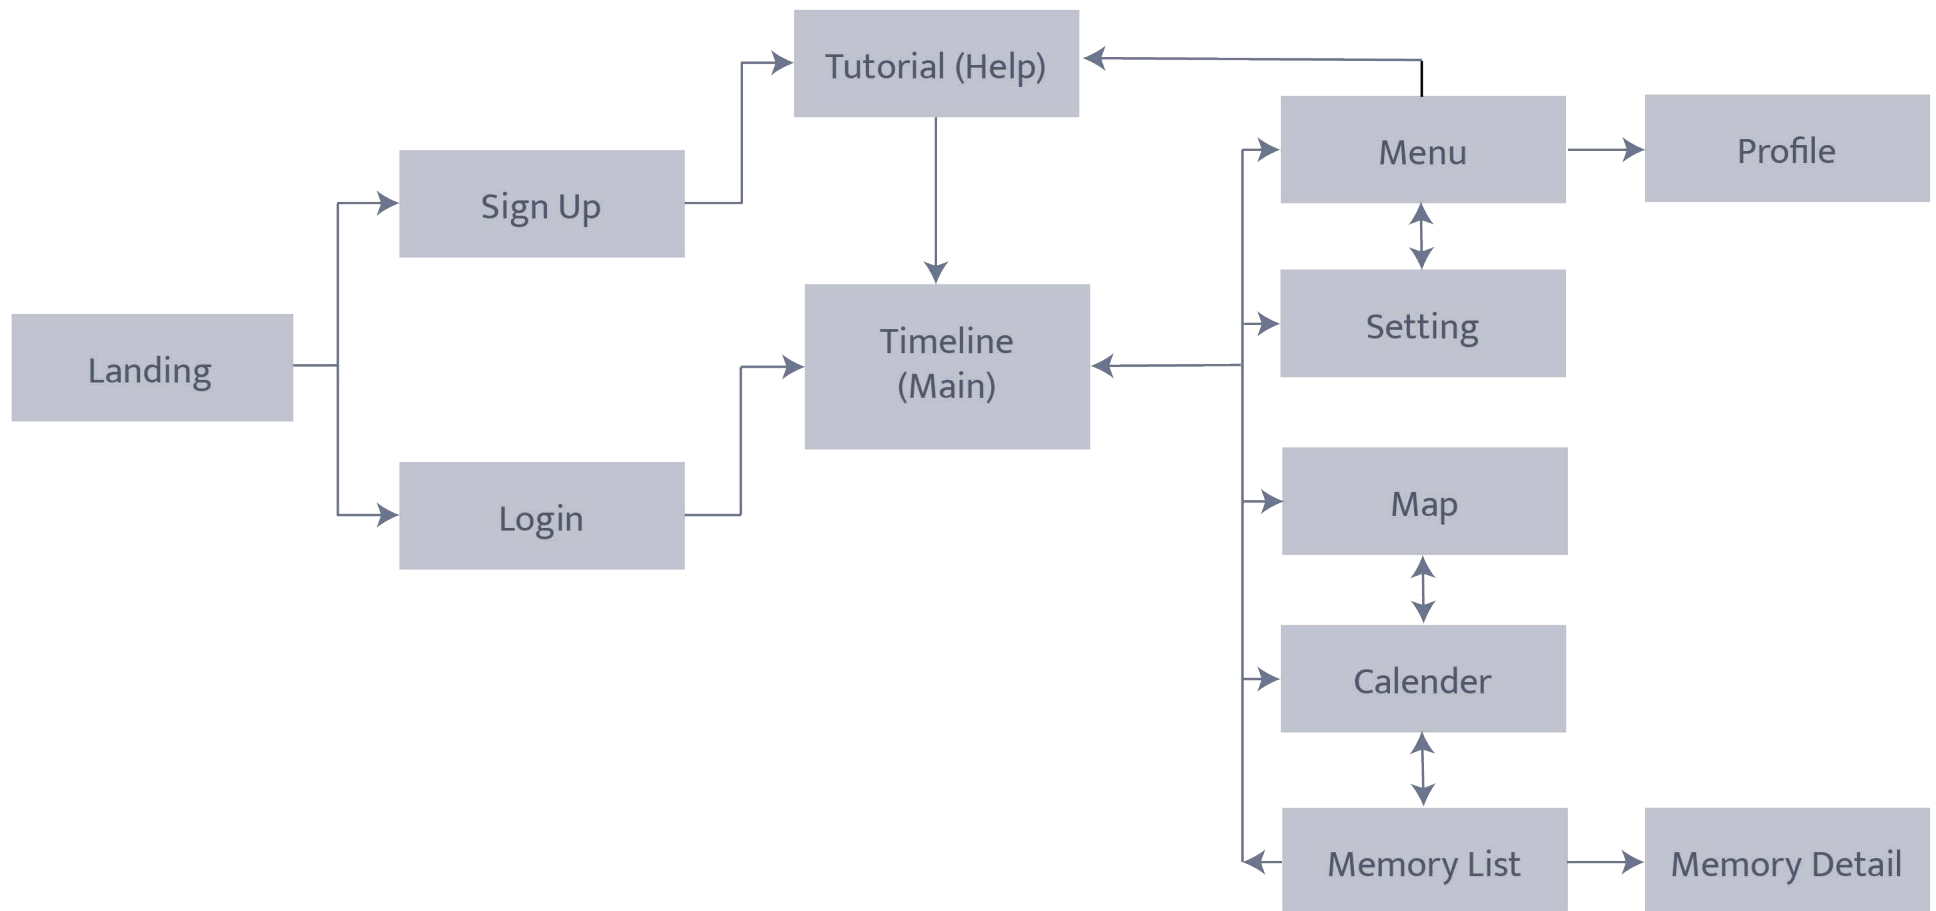 Tutorial (Help)
Menu
Profile
Sign Up
Setting
Landing
Timeline
(Main)
Login
Map
Calender
Memory List
Memory Detail